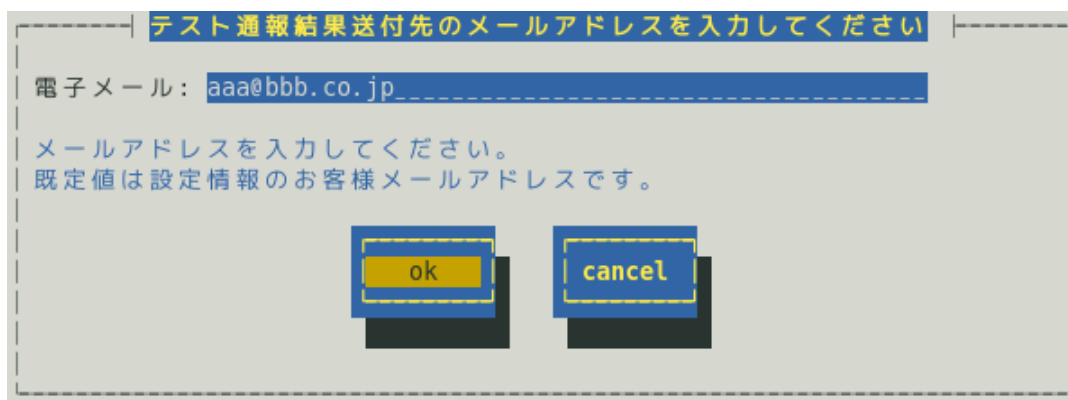 テスト通報結果送付先のメールアドレスを入力してください
電子メール: aaa@bbb.co.jp_____________________________________
メールアドレスを入力してください。
既定値は設定情報のお客様メールアドレスです。
ok cancel